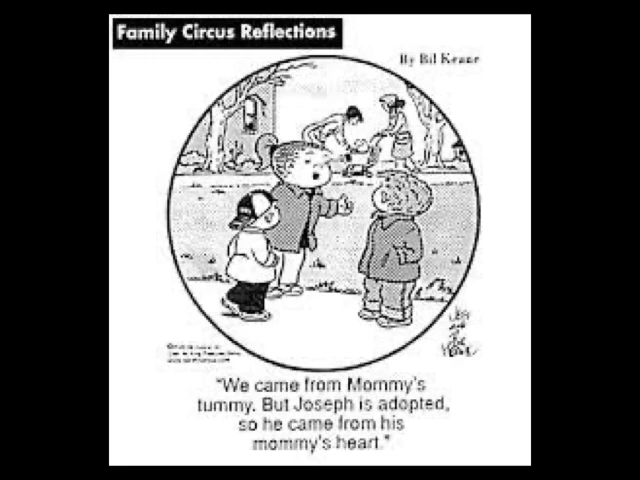 Family Circus Reflections
By Bil Keane
"We came from Mommy's
tummy. But Joseph is adopted,
so he came from his
mommy's heart."